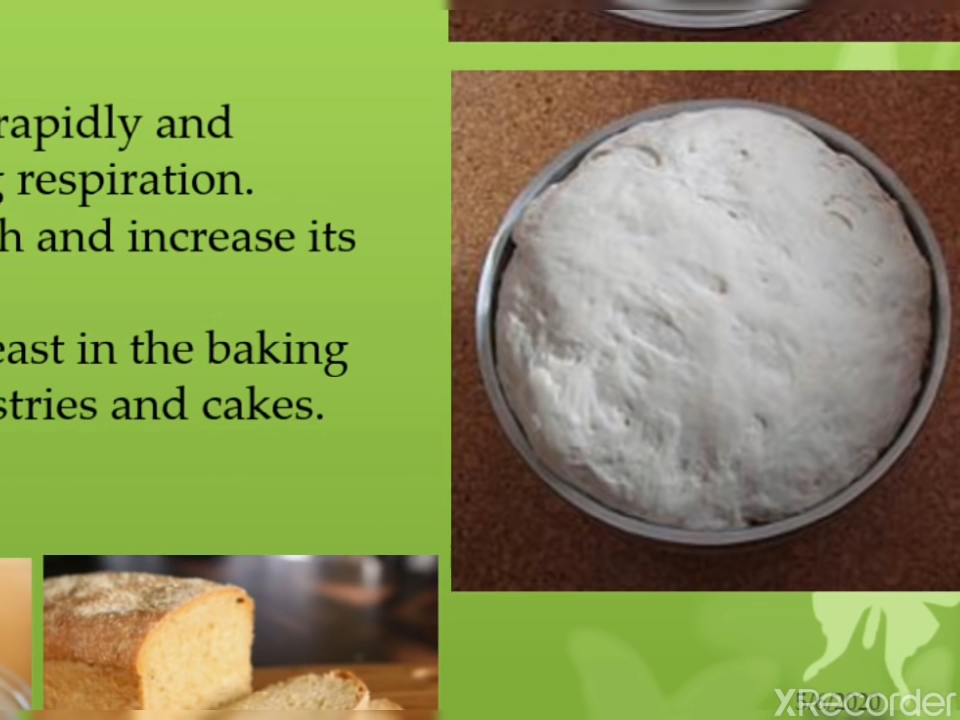 rapidly and
g respiration.
h and increase its
east in the baking
stries and cakes.
XRecorder